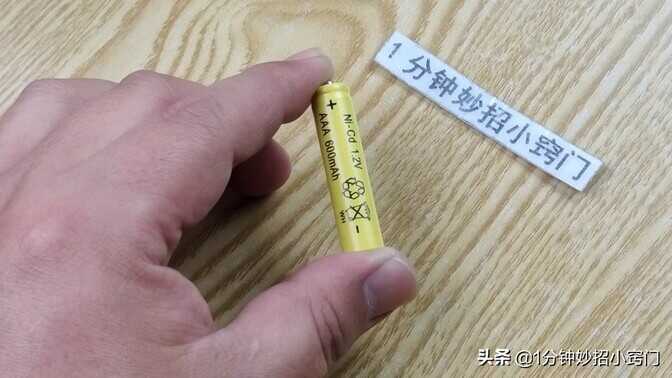 1分钟妙招小窍门
+
Ni-Cd 1.2V
AAA 600mAh
-
头条 @1分钟妙招小窍门